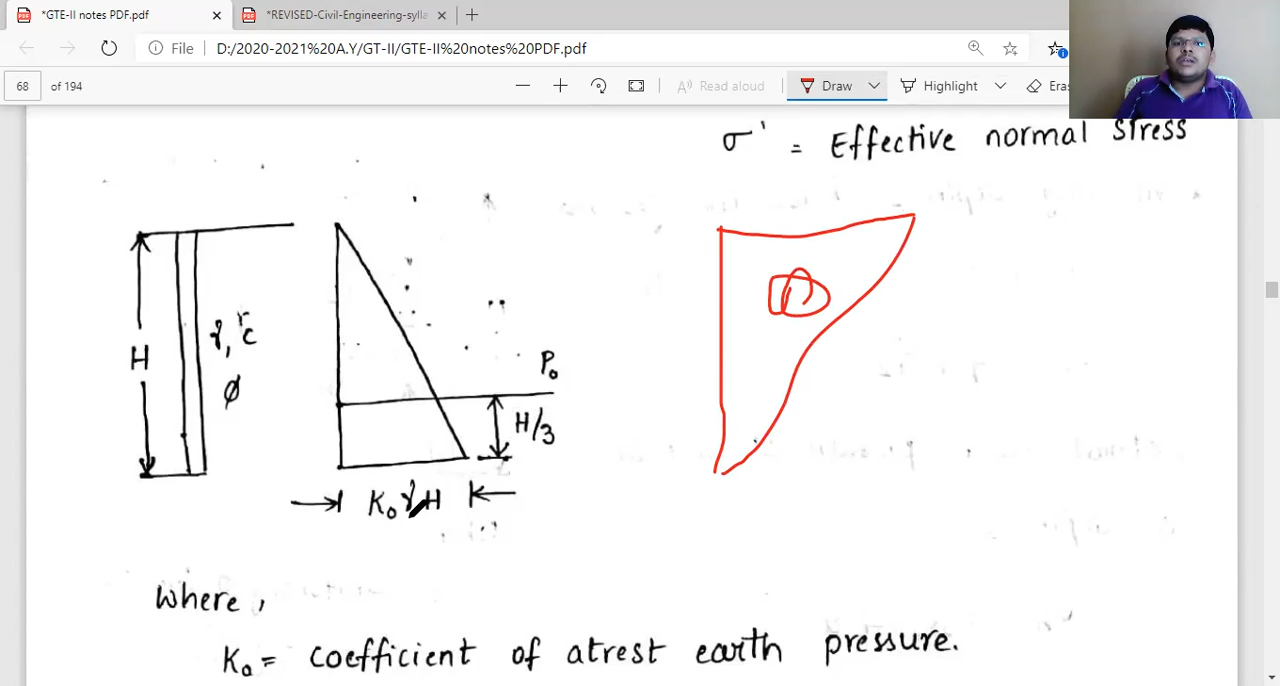 *GTE-II notes PDF.pdf
*REVISED-Civil-Engineering-sylla
File
D:/2020-2021%20A.Y/GT-II/GTE-II%20notes%20PDF.pdf
68 of 194
Read aloud
Draw
Highlight
Eras
σ' = Effective normal stress
H
γ, c
φ
P₀
H/3
K₀γH
Where,
K₀ = coefficient of atrest earth pressure.